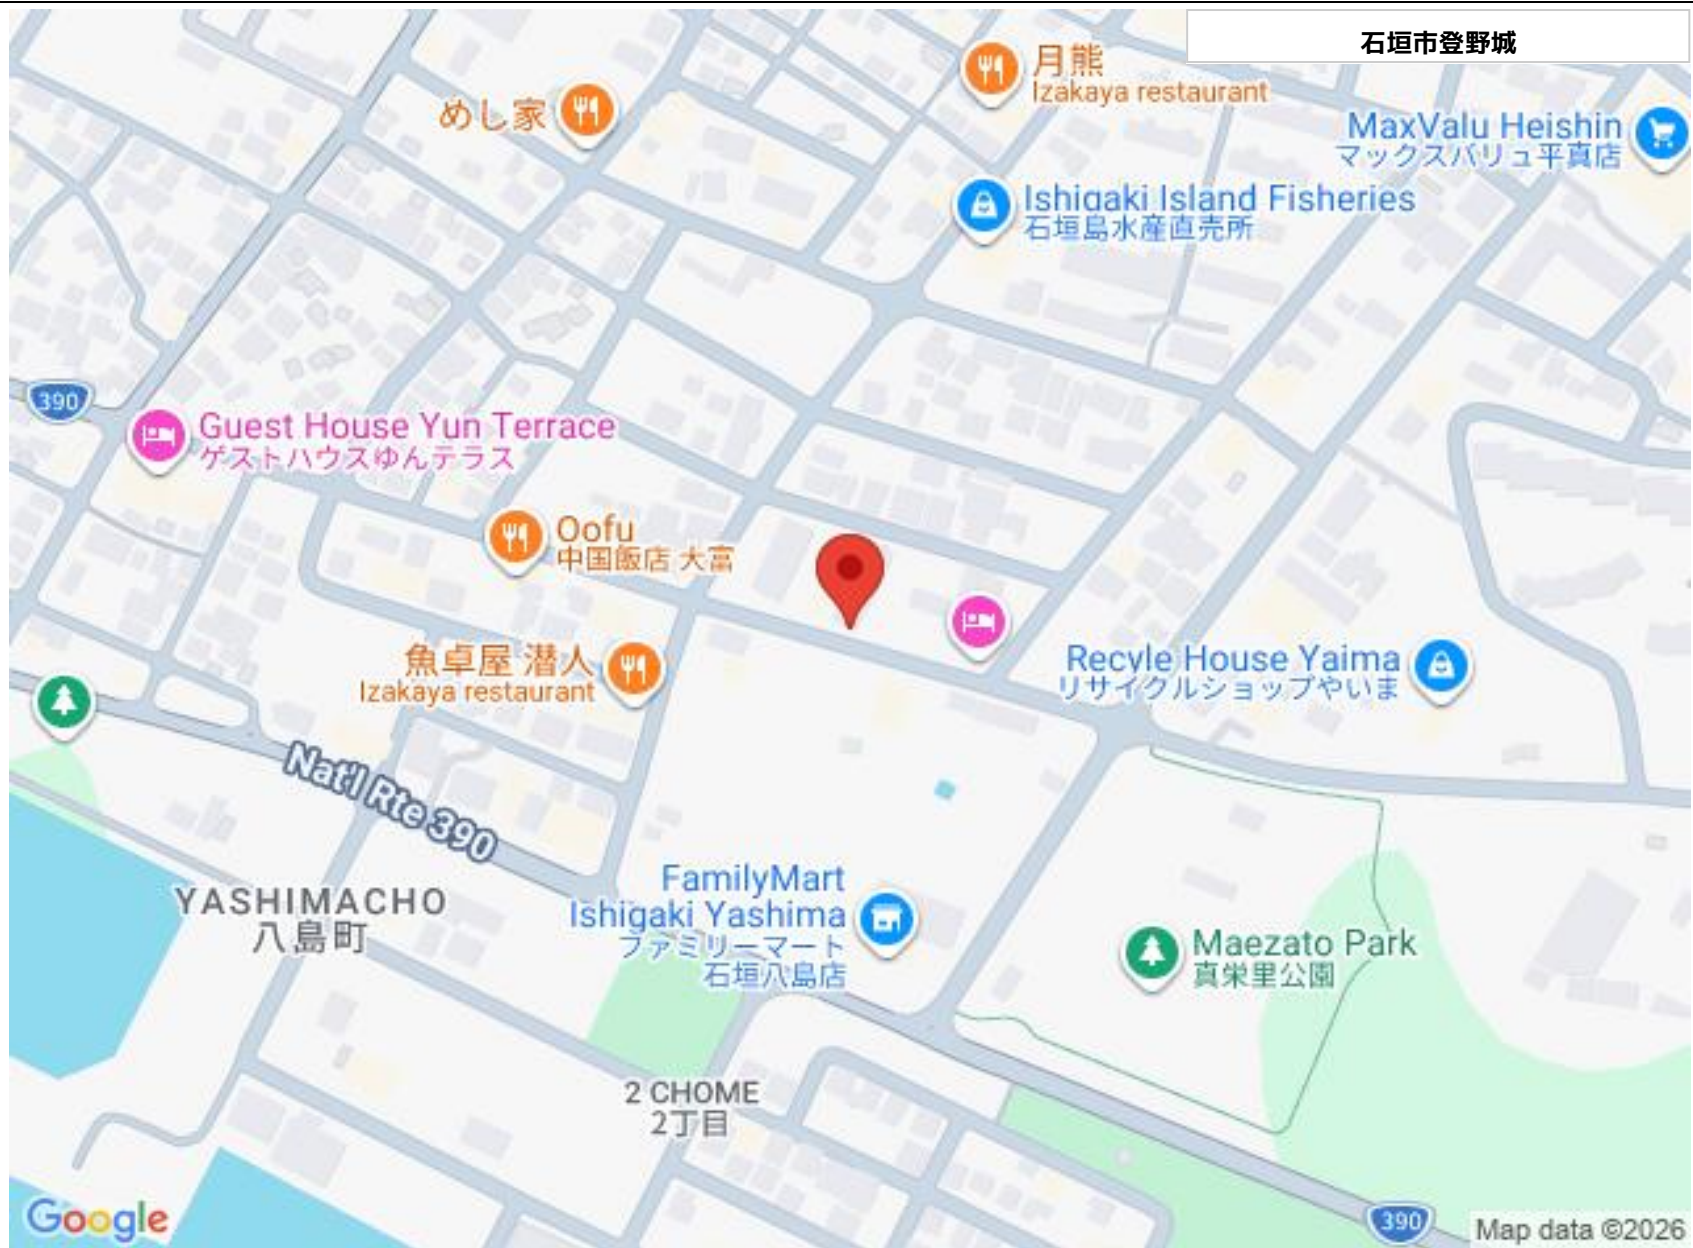 石垣市登野城
月熊
Izakaya restaurant
めし家
MaxValu Heishin
マックスバリュ平真店
Ishigaki Island Fisheries
石垣島水産直売所
390
Guest House Yun Terrace
ゲストハウスゆんテラス
Oofu
中国飯店 大富
魚卓屋 潜人
Izakaya restaurant
Recyle House Yaima
リサイクルショップやいま
Nat'l Rte 390
YASHIMACHO
八島町
FamilyMart
Ishigaki Yashima
ファミリーマート
石垣八島店
Maezato Park
真栄里公園
2 CHOME
2丁目
390
Google
Map data ©2026